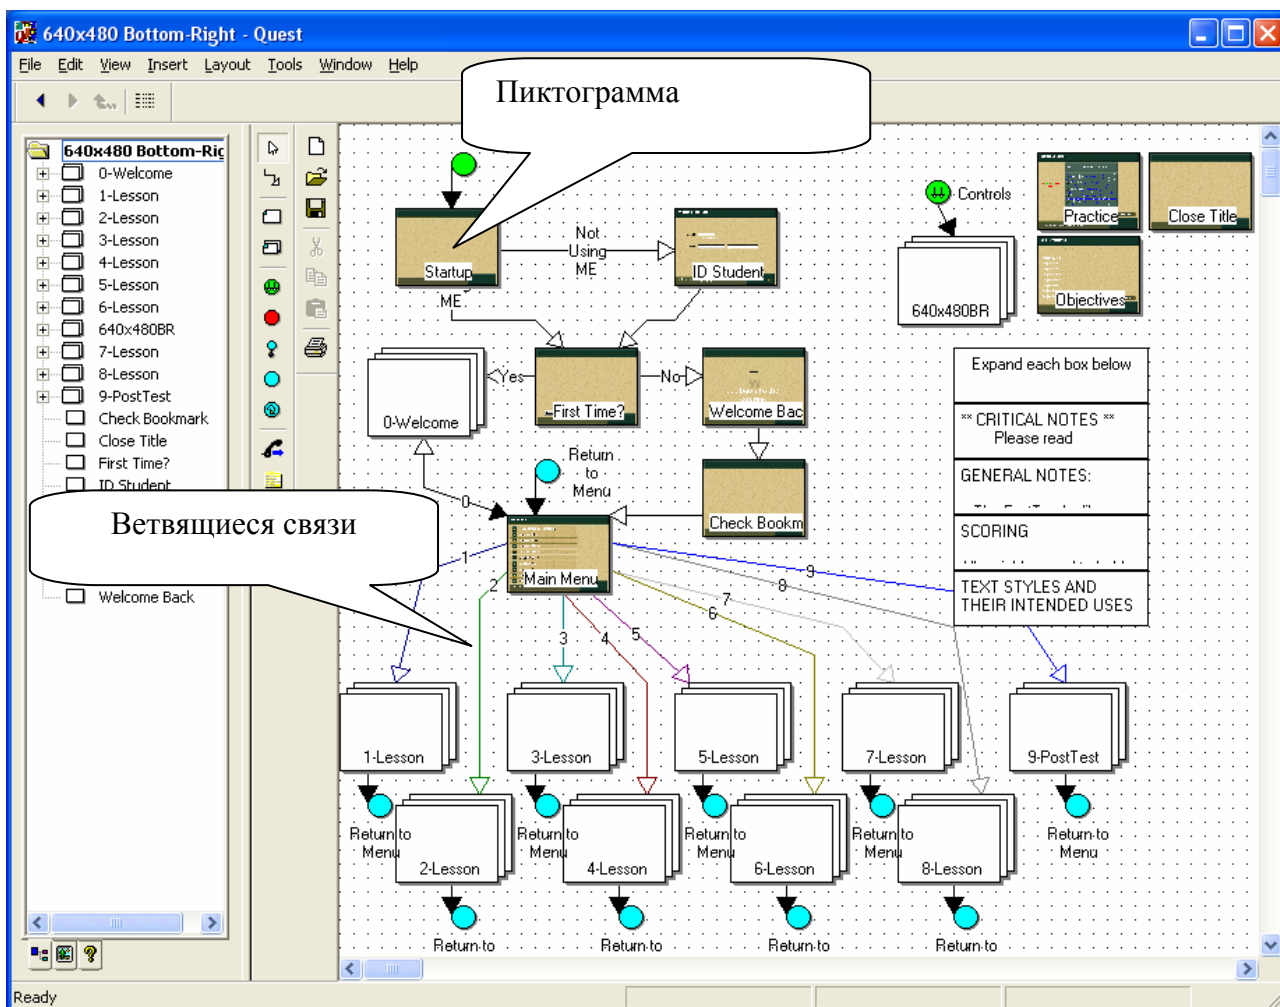 640x480 Bottom-Right - Quest
File Edit View Insert Layout Tools Window Help
Пиктограмма
640x480 Bottom-Rig
0-Welcome
1-Lesson
2-Lesson
3-Lesson
4-Lesson
5-Lesson
6-Lesson
640x480BR
7-Lesson
8-Lesson
9-PostTest
Check Bookmark
Close Title
First Time?
ID Student
Welcome Back
Ветвящиеся связи
Startup
Not
Using
ME
ID Student
ME
Controls
640x480BR
Practice
Close Title
Objectives
0-Welcome
Yes
First Time?
No
Welcome Bac
Return
to
Menu
Check Bookm
0
Main Menu
1
2
3
4
5
6
7
8
9
Expand each box below
** CRITICAL NOTES **
Please read
GENERAL NOTES:
SCORING
TEXT STYLES AND
THEIR INTENDED USES
1-Lesson
3-Lesson
5-Lesson
7-Lesson
9-PostTest
Return to
Menu
Return to
Menu
Return to
Menu
Return to
Menu
Return to
Menu
2-Lesson
4-Lesson
6-Lesson
8-Lesson
Return to
Return to
Return to
Return to
Ready